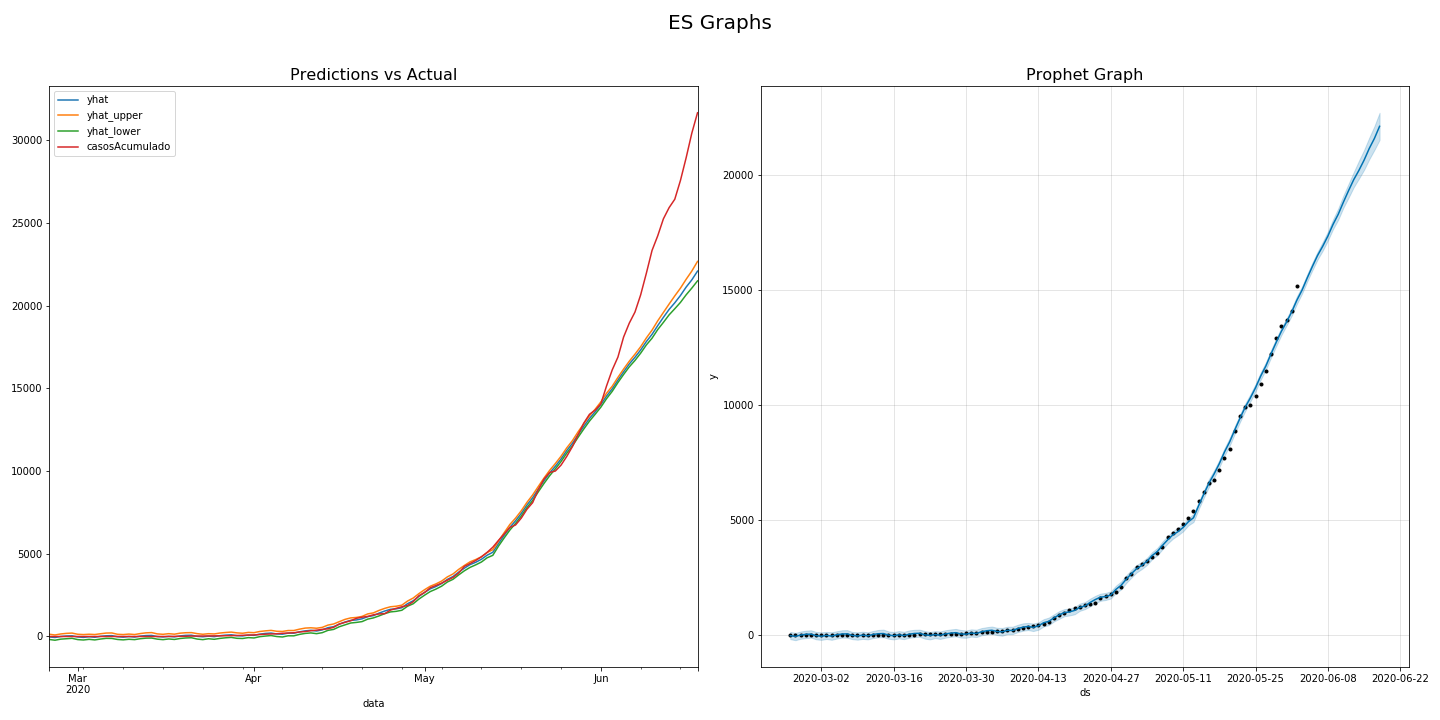 ES Graphs
Predictions vs Actual
yhat
yhat_upper
yhat_lower
casosAcumulado
30000
25000
20000
15000
10000
5000
0
Mar
2020
Apr
May
Jun
data
Prophet Graph
y
20000
15000
10000
5000
0
2020-03-02
2020-03-16
2020-03-30
2020-04-13
2020-04-27
2020-05-11
2020-05-25
2020-06-08
2020-06-22
ds